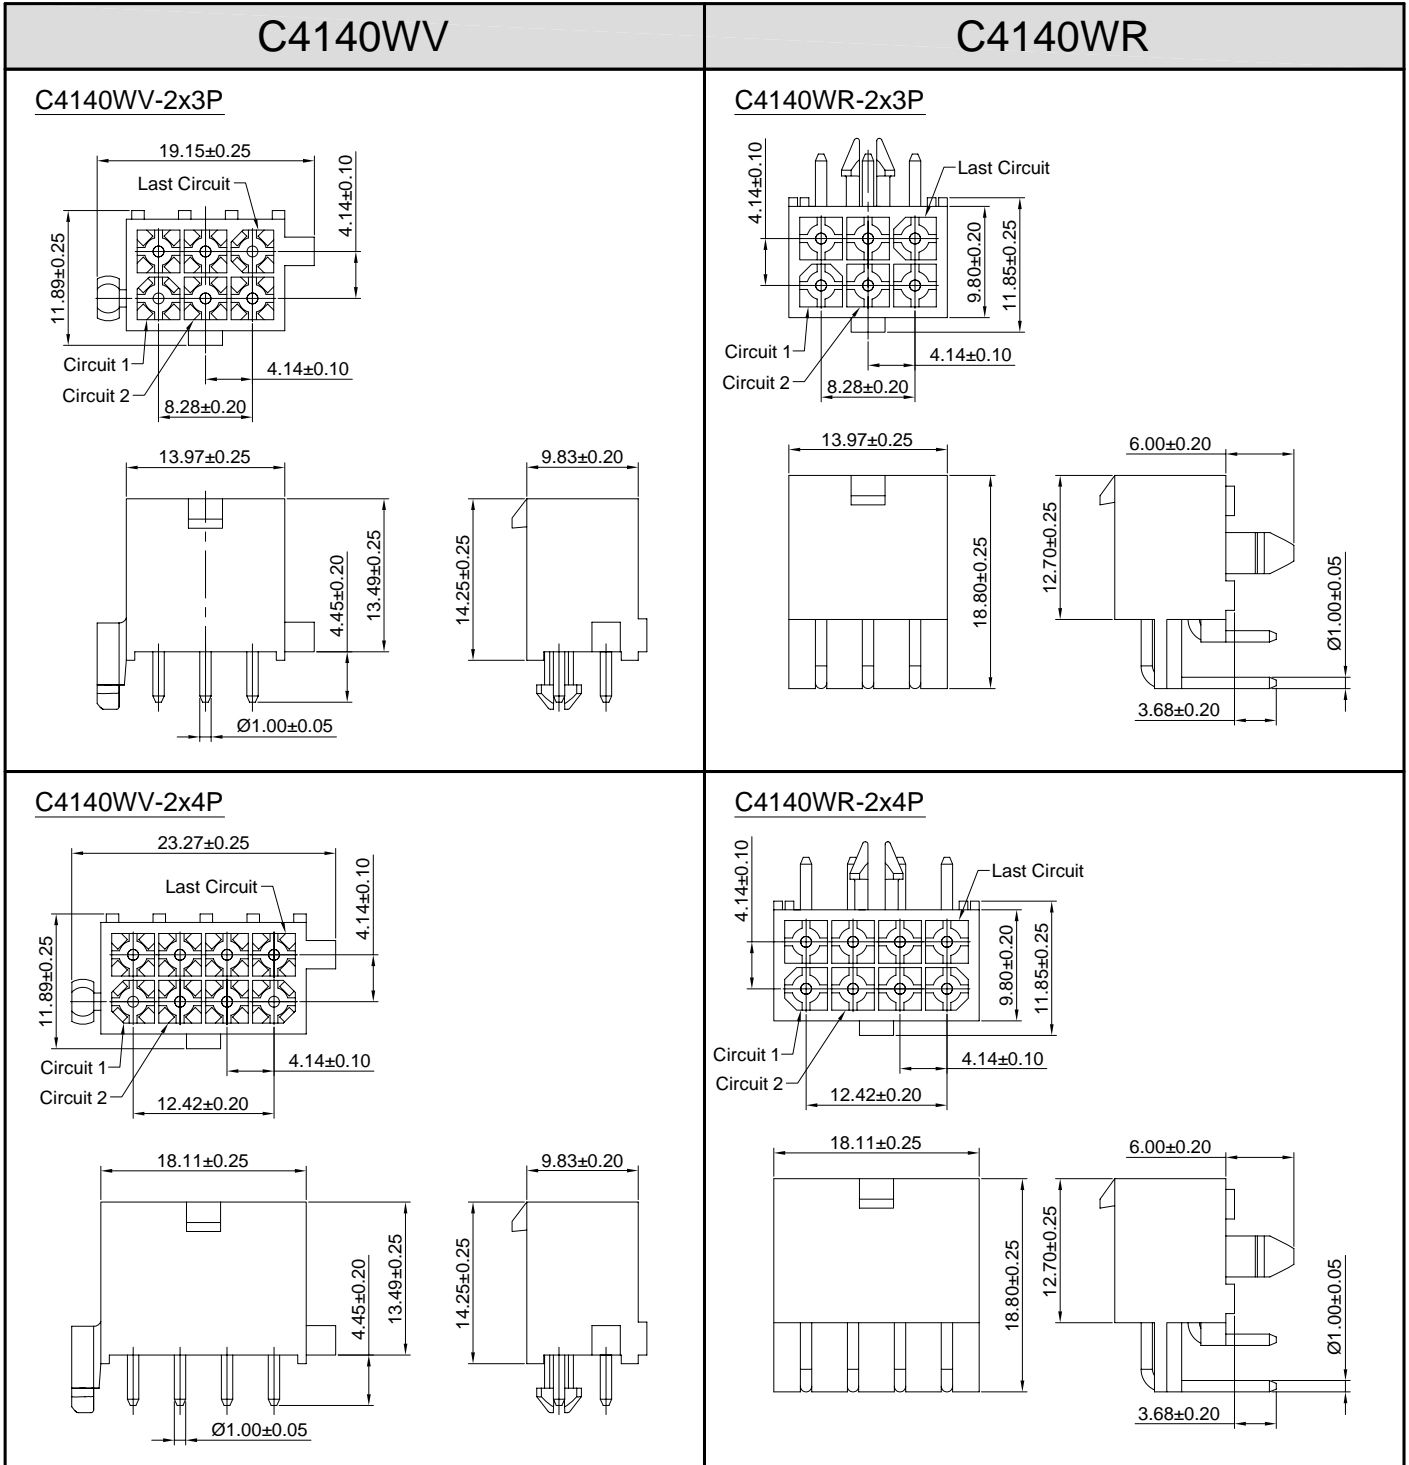 C4140WV
C4140WR
C4140WV-2x3P
19.15±0.25
Last Circuit
4.14±0.10
11.89±0.25
Circuit 1
4.14±0.10
Circuit 2
8.28±0.20
13.97±0.25
9.83±0.20
4.45±0.20
13.49±0.25
14.25±0.25
Ø1.00±0.05
C4140WR-2x3P
4.14±0.10
Last Circuit
9.80±0.20
11.85±0.25
Circuit 1
4.14±0.10
Circuit 2
8.28±0.20
13.97±0.25
6.00±0.20
18.80±0.25
12.70±0.25
Ø1.00±0.05
3.68±0.20
C4140WV-2x4P
23.27±0.25
Last Circuit
4.14±0.10
11.89±0.25
Circuit 1
4.14±0.10
Circuit 2
12.42±0.20
18.11±0.25
9.83±0.20
4.45±0.20
13.49±0.25
14.25±0.25
Ø1.00±0.05
C4140WR-2x4P
4.14±0.10
Last Circuit
9.80±0.20
11.85±0.25
Circuit 1
4.14±0.10
Circuit 2
12.42±0.20
18.11±0.25
6.00±0.20
18.80±0.25
12.70±0.25
Ø1.00±0.05
3.68±0.20